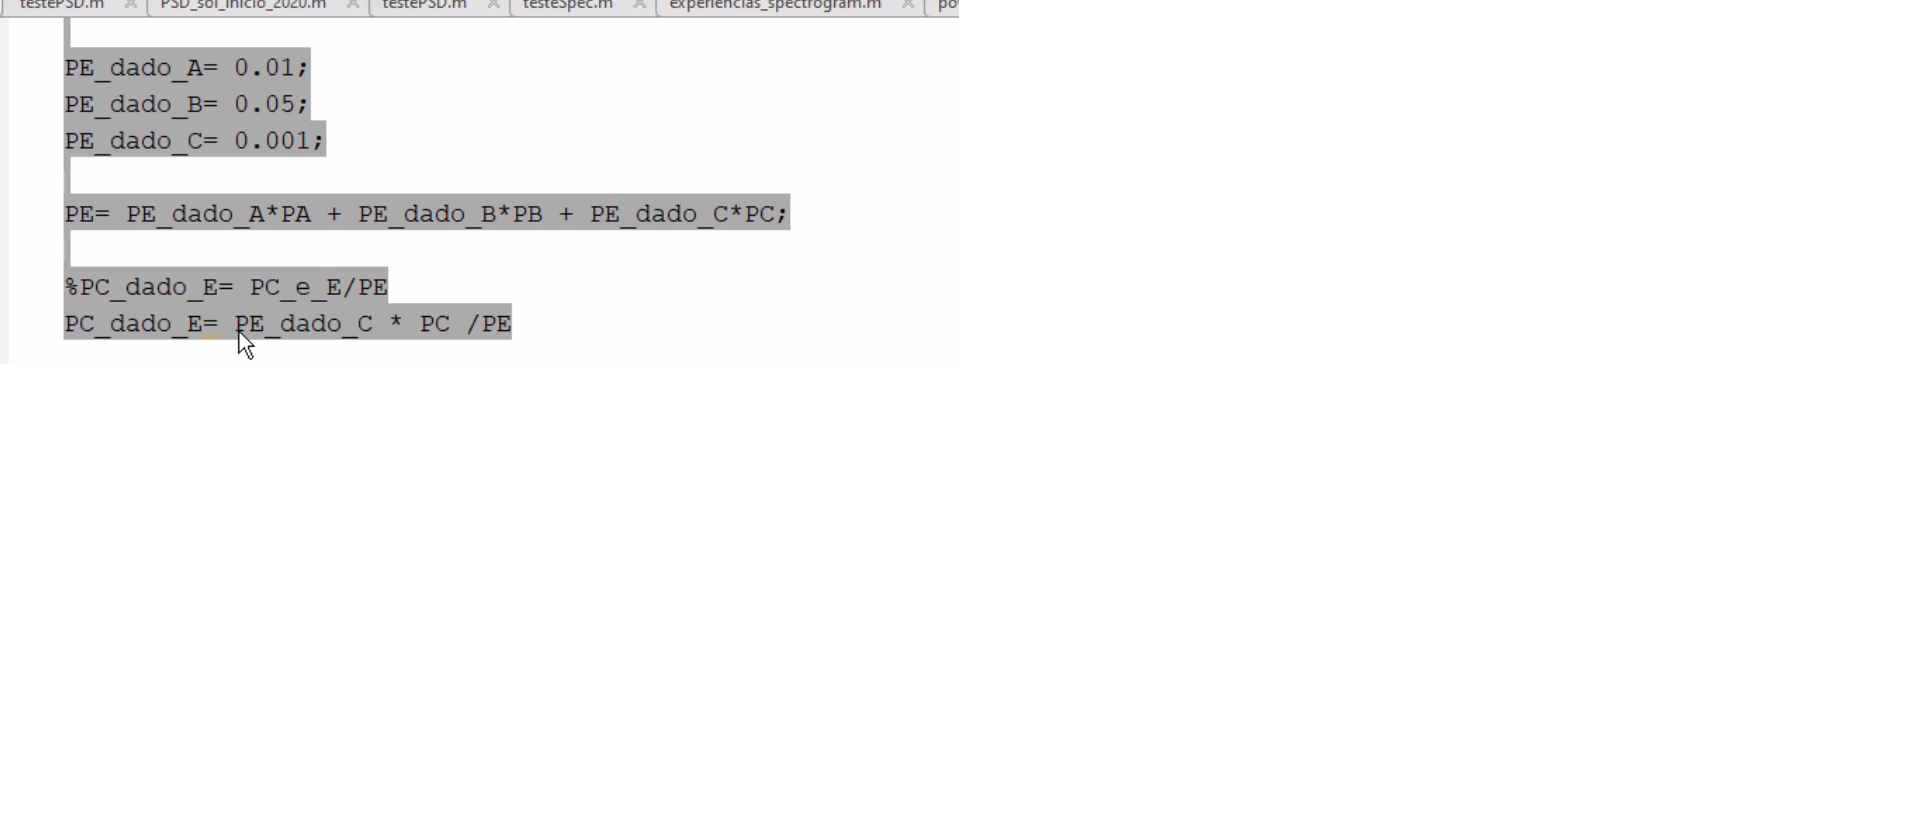 testePSD.m PSD_sol_inicio_2020.m testePSD.m testeSpec.m experiencias_spectrogram.m
PE_dado_A= 0.01;
PE_dado_B= 0.05;
PE_dado_C= 0.001;
PE= PE_dado_A*PA + PE_dado_B*PB + PE_dado_C*PC;
%PC_dado_E= PC_e_E/PE
PC_dado_E= PE_dado_C * PC /PE